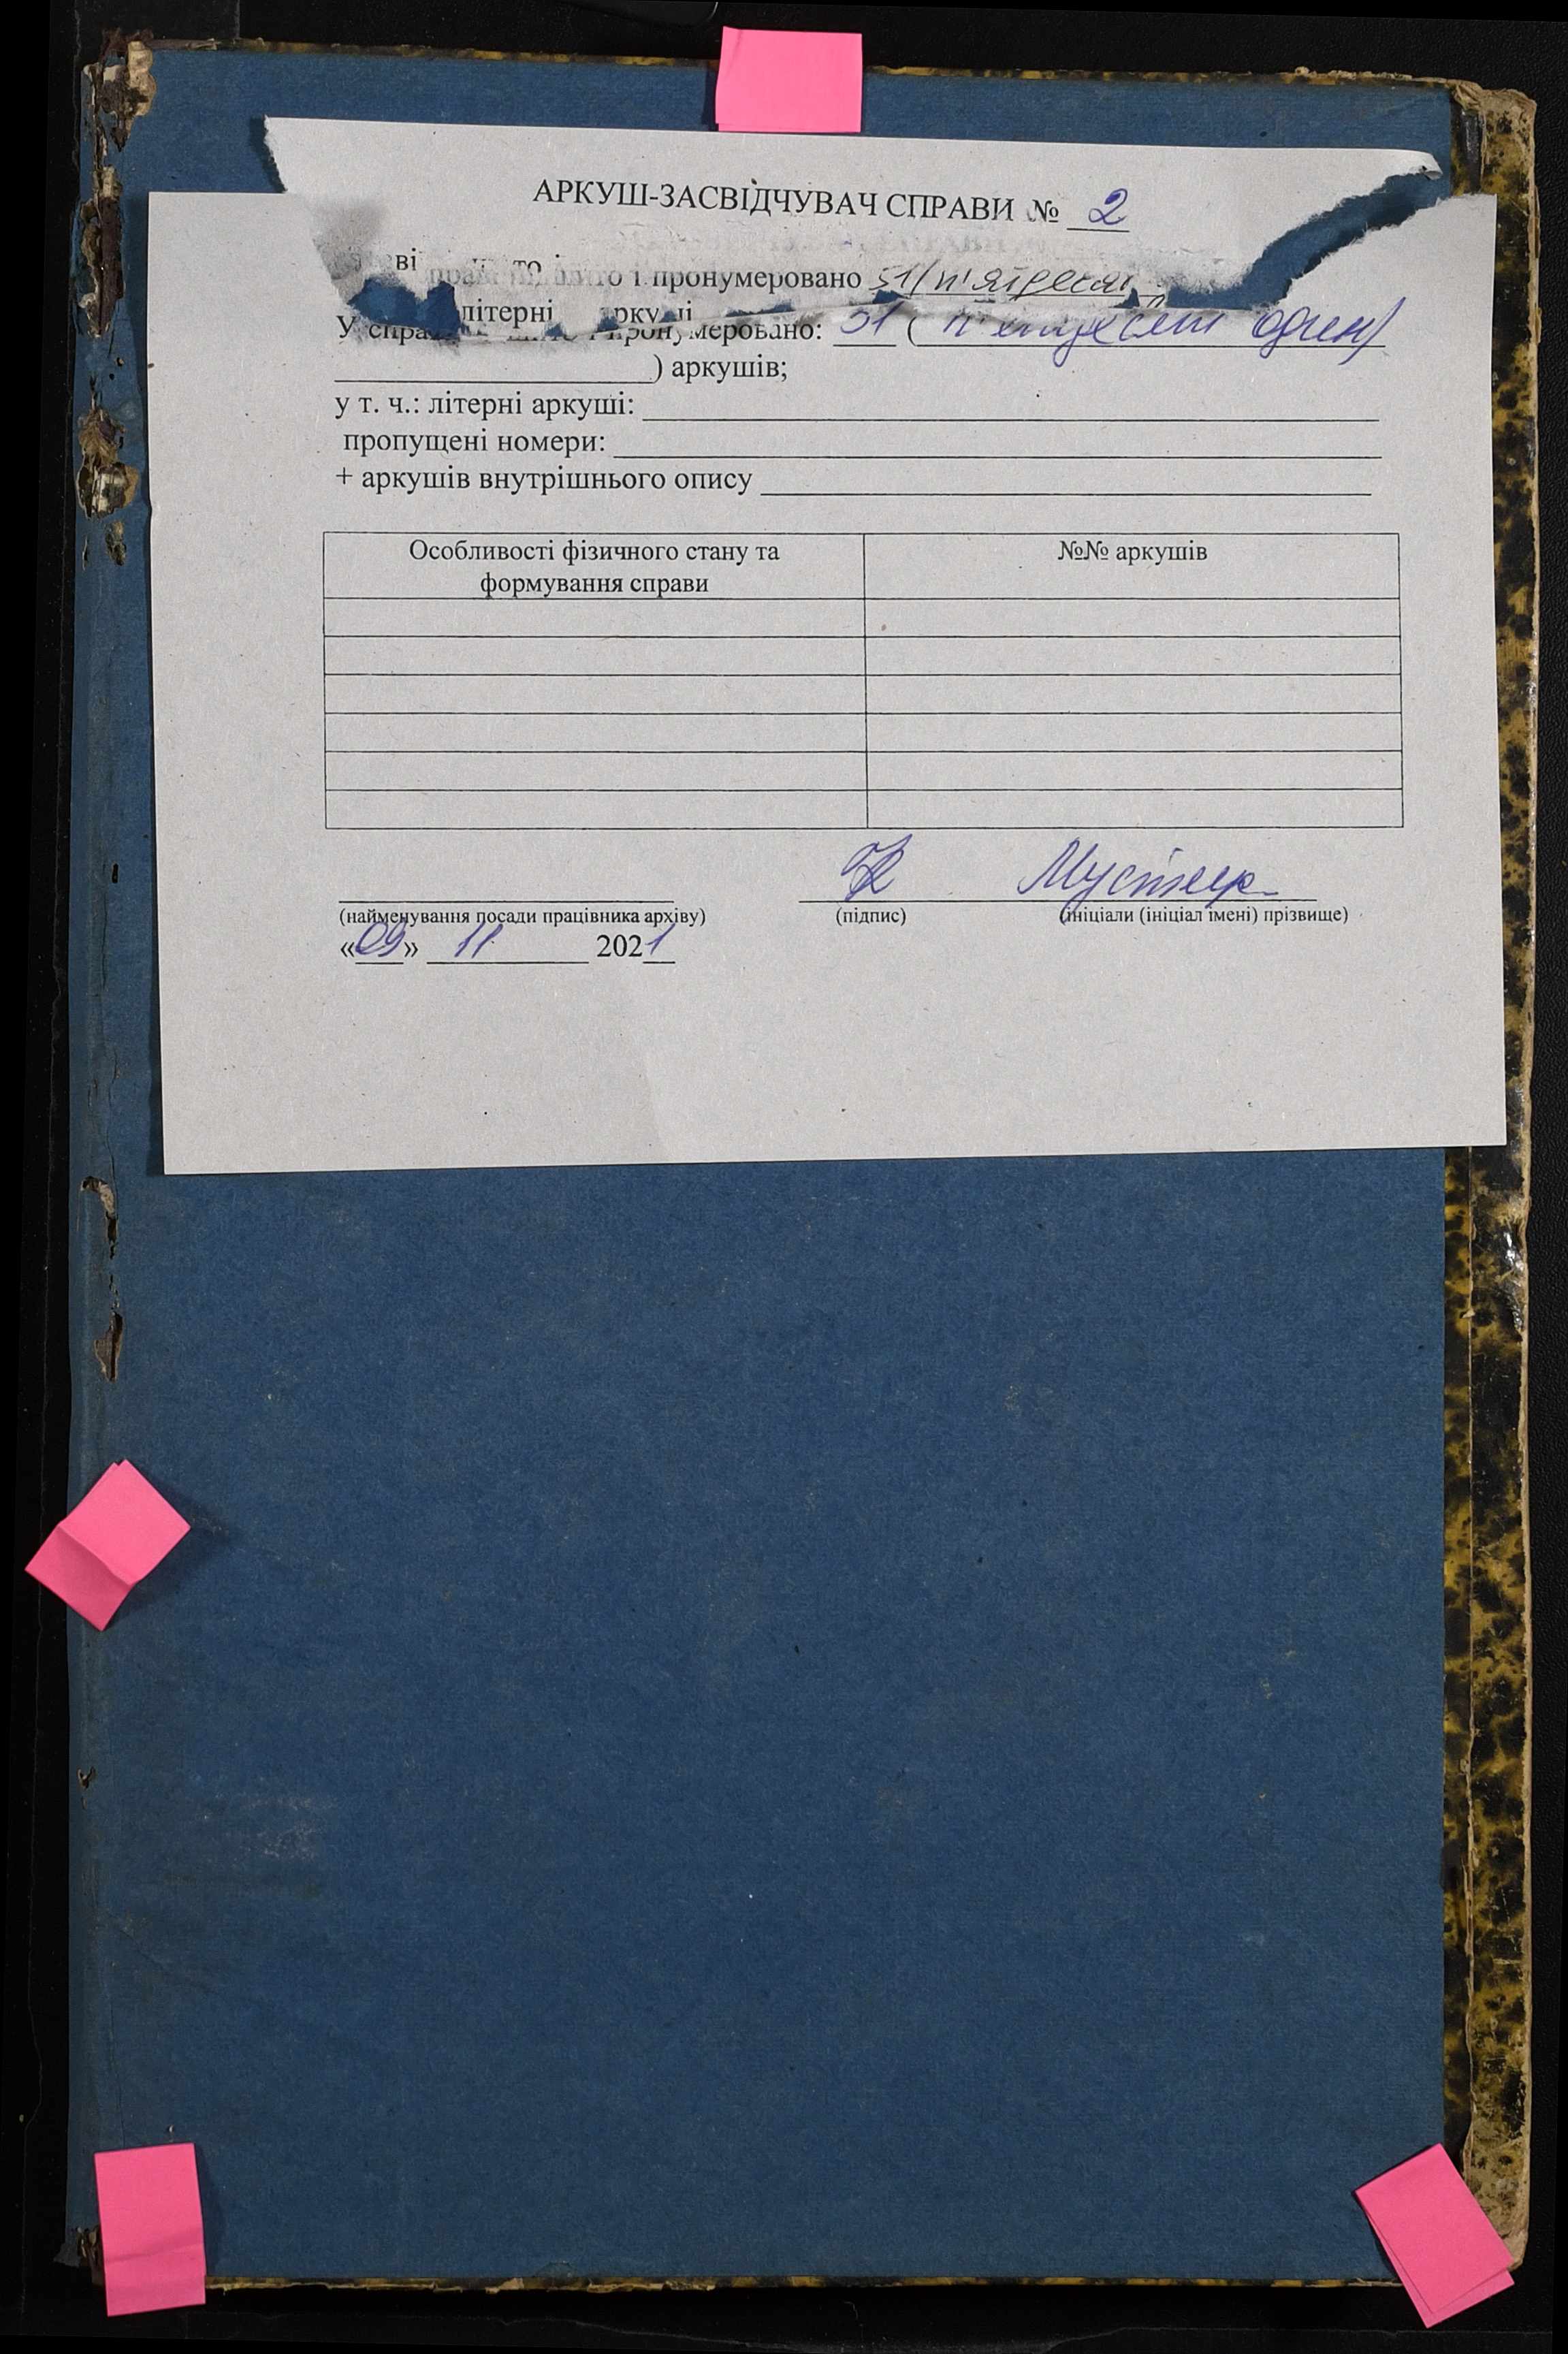 АРКУШ-ЗАСВІДЧУВАЧ СПРАВИ № 2
і пронумеровано 51 (п'ятдесят
літерні
У справі пронумеровано: 51 (п'ятдесят один)
) аркушів;
у т. ч.: літерні аркуші:
пропущені номери:
+ аркушів внутрішнього опису
Особливості фізичного стану та
формування справи
№№ аркушів
(найменування посади працівника архіву)
(підпис)
(ініціали (ініціал імені) прізвище)
«09» 11 2021